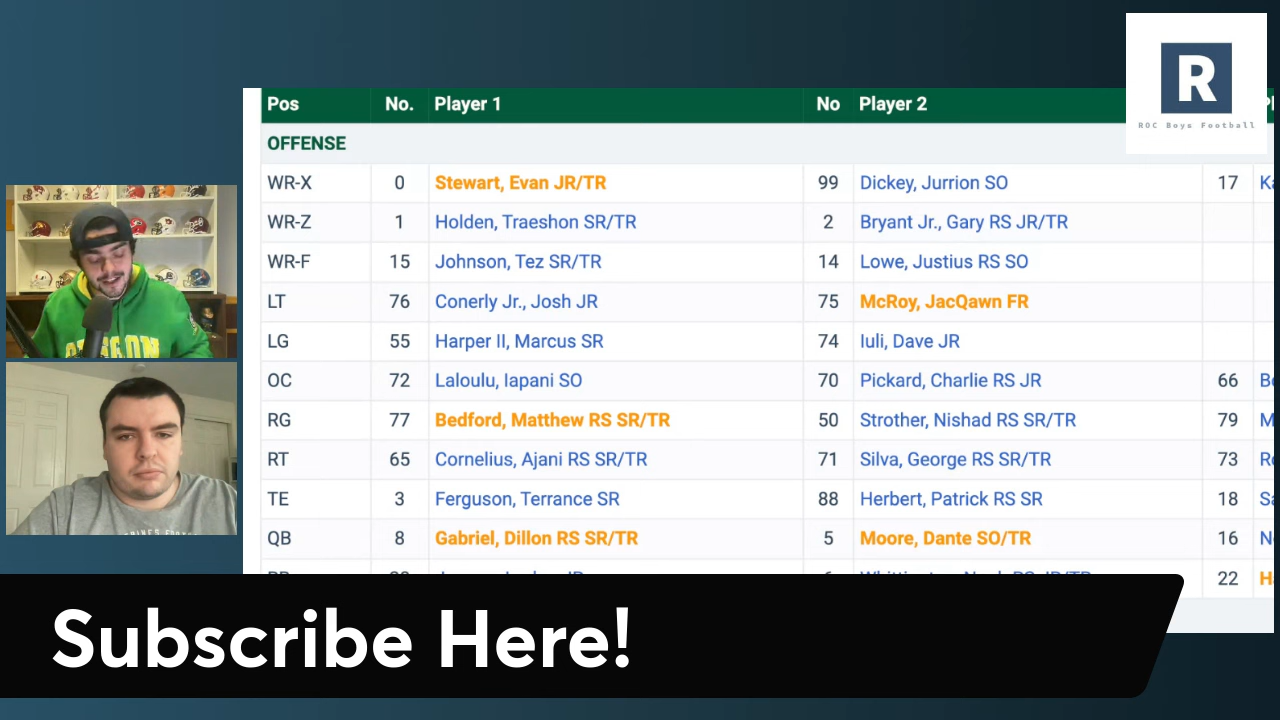 R
ROC Boys Football
Pos No. Player 1 No Player 2
OFFENSE
WR-X 0 Stewart, Evan JR/TR 99 Dickey, Jurrion SO 17
WR-Z 1 Holden, Traeshon SR/TR 2 Bryant Jr., Gary RS JR/TR
WR-F 15 Johnson, Tez SR/TR 14 Lowe, Justius RS SO
LT 76 Conerly Jr., Josh JR 75 McRoy, JacQawn FR
LG 55 Harper II, Marcus SR 74 Iuli, Dave JR
OC 72 Laloulu, Iapani SO 70 Pickard, Charlie RS JR 66
RG 77 Bedford, Matthew RS SR/TR 50 Strother, Nishad RS SR/TR 79
RT 65 Cornelius, Ajani RS SR/TR 71 Silva, George RS SR/TR 73
TE 3 Ferguson, Terrance SR 88 Herbert, Patrick RS SR 18
QB 8 Gabriel, Dillon RS SR/TR 5 Moore, Dante SO/TR 16
22
Subscribe Here!